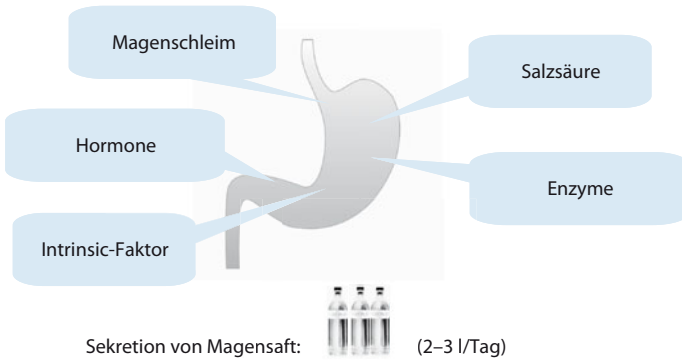 Magenschleim
Salzsäure
Hormone
Enzyme
Intrinsic-Faktor
Sekretion von Magensaft: (2–3 l/Tag)